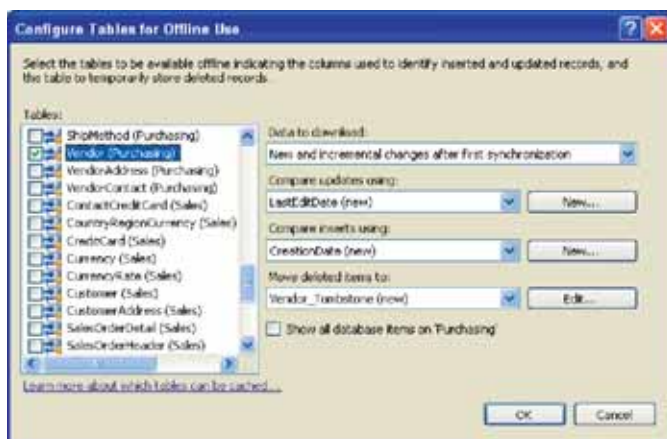 Configure Tables for Offline Use
Select the tables to be available offline indicating the columns used to identify inserted and updated records, and
the table to temporarily store deleted records.
Tables:
ShipMethod (Purchasing)
Vendor (Purchasing)
VendorAddress (Purchasing)
VendorContact (Purchasing)
ContactCreditCard (Sales)
CountryRegionCurrency (Sales)
CreditCard (Sales)
Currency (Sales)
CurrencyRate (Sales)
Customer (Sales)
CustomerAddress (Sales)
SalesOrderDetail (Sales)
SalesOrderHeader (Sales)
Data to download:
New and incremental changes after first synchronization
Compare updates using:
LastEditDate (new)
New...
Compare inserts using:
CreationDate (new)
New...
Move deleted items to:
Vendor_Tombstone (new)
Edit...
Show all database items on 'Purchasing'
Learn more about which tables can be cached...
OK
Cancel